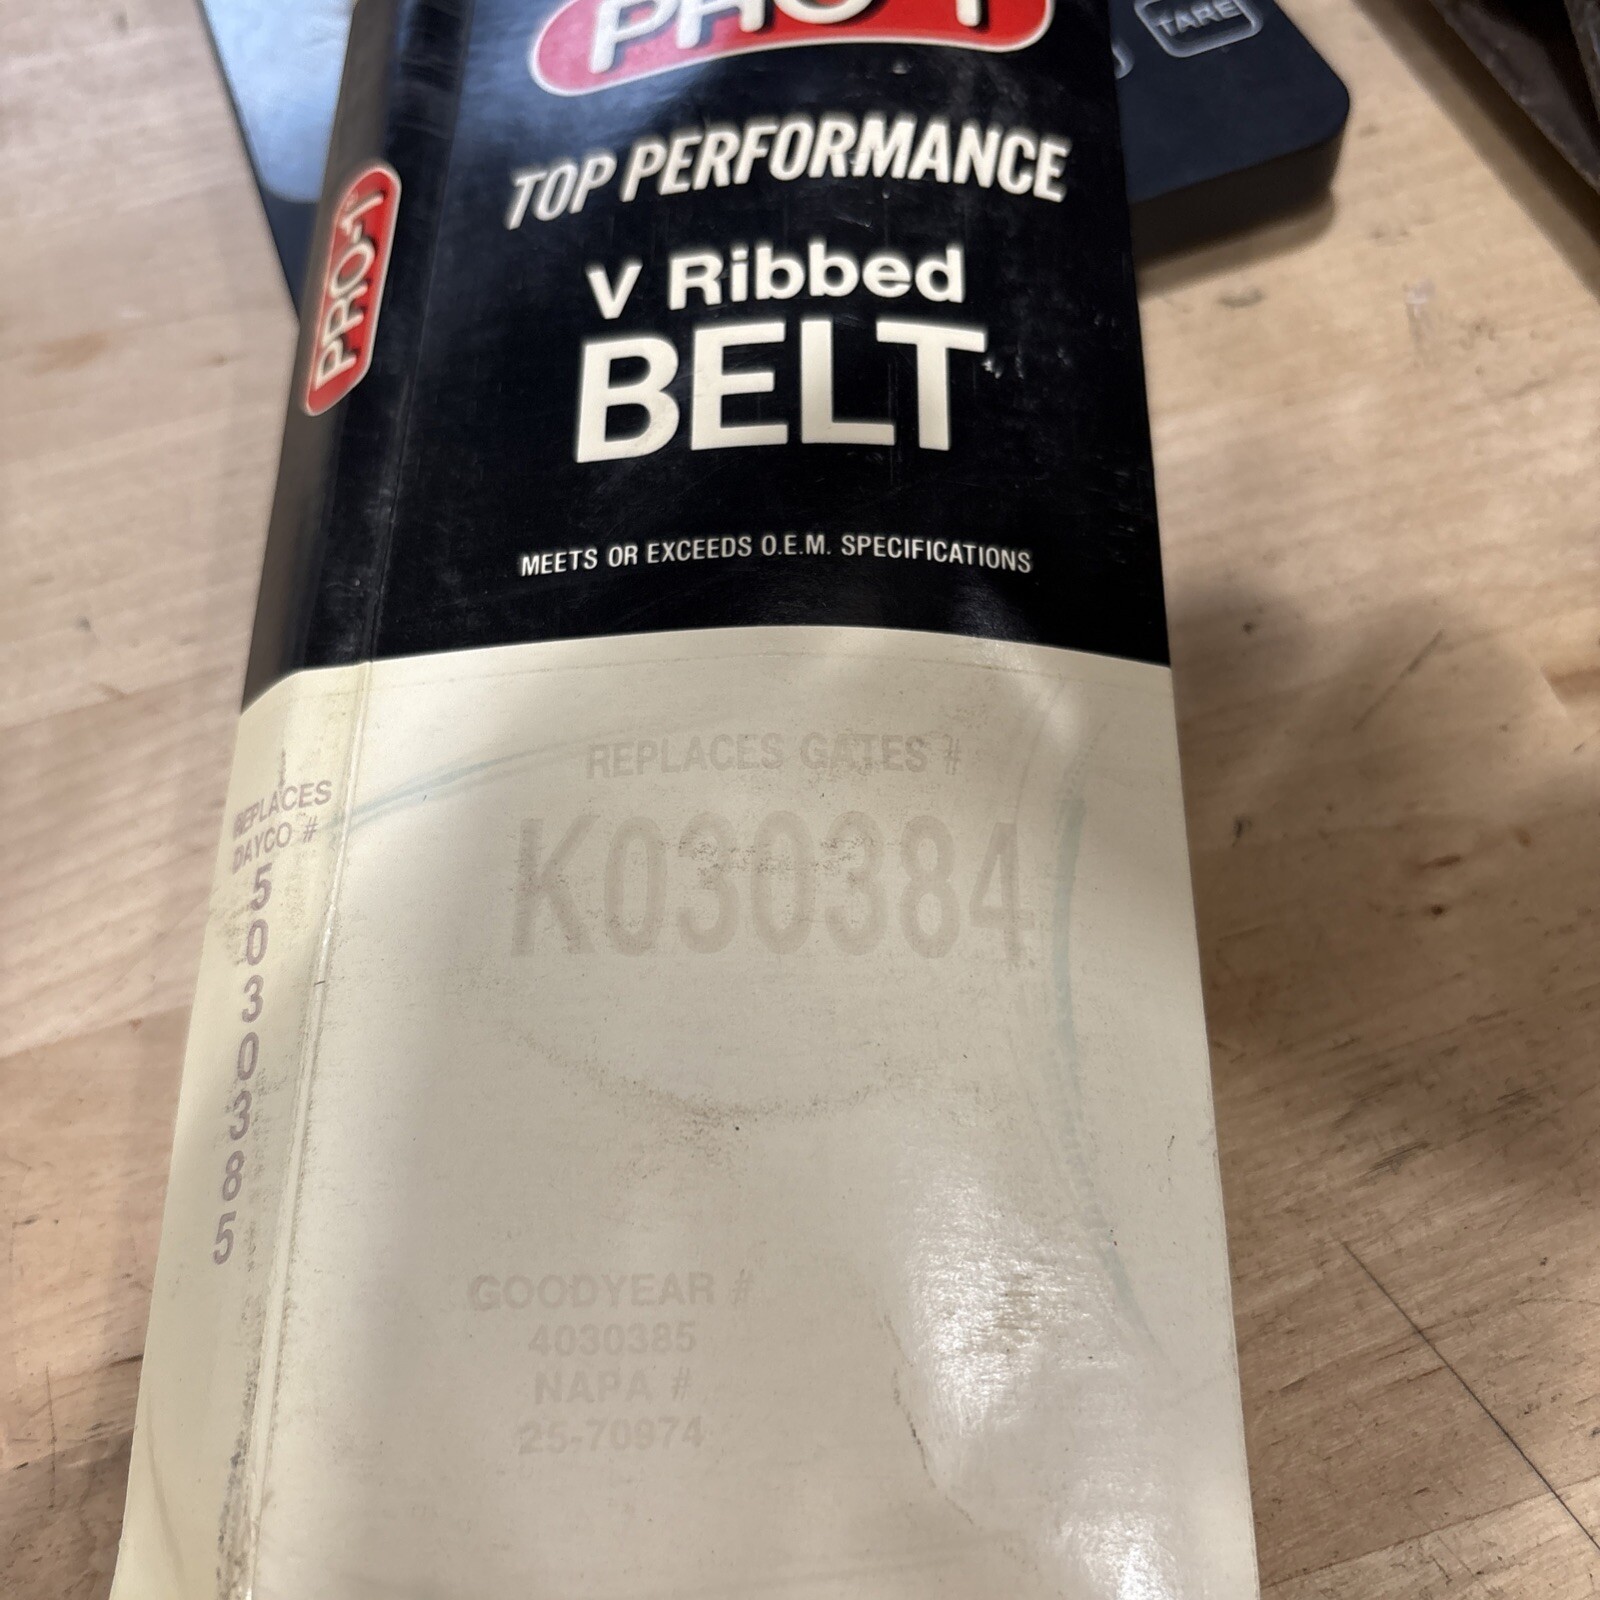 PRO-1
TARE
TOP PERFORMANCE
V Ribbed
BELT
MEETS OR EXCEEDS O.E.M. SPECIFICATIONS
REPLACES GATES #
K030384
GOODYEAR #
4030385
NAPA #
25-70974
PRO-1®
REPLACES
DAYCO #
5030385